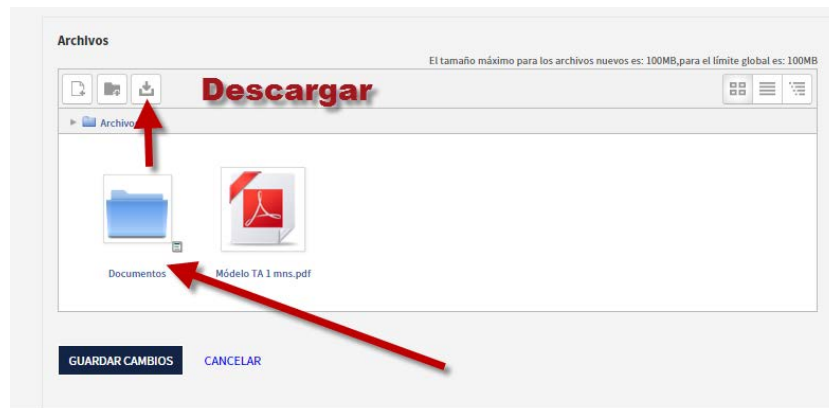 Archivos
El tamaño máximo para los archivos nuevos es: 100MB,para el límite global es: 100MB
Descargar
Archivo
Documentos
Módelo TA 1 mns.pdf
GUARDAR CAMBIOS
CANCELAR